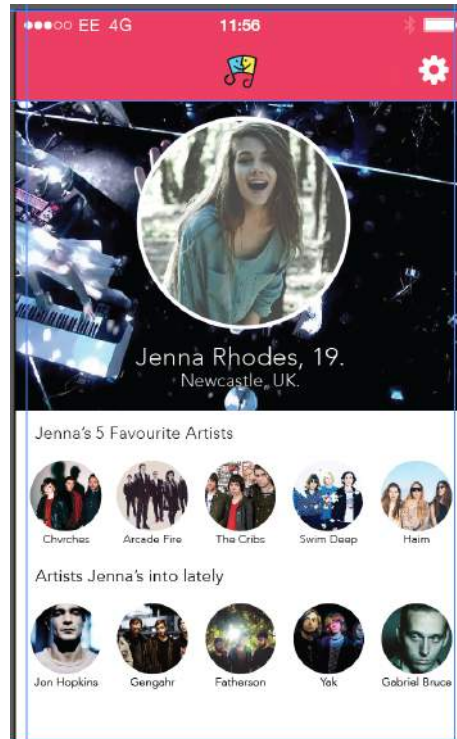 EE 4G 11:56
Jenna Rhodes, 19.
Newcastle, UK.
Jenna's 5 Favourite Artists
Chvrches Arcade Fire The Cribs Swim Deep Haim
Artists Jenna's into lately
Jon Hopkins Gengahr Fatherson Yak Gabriel Bruce